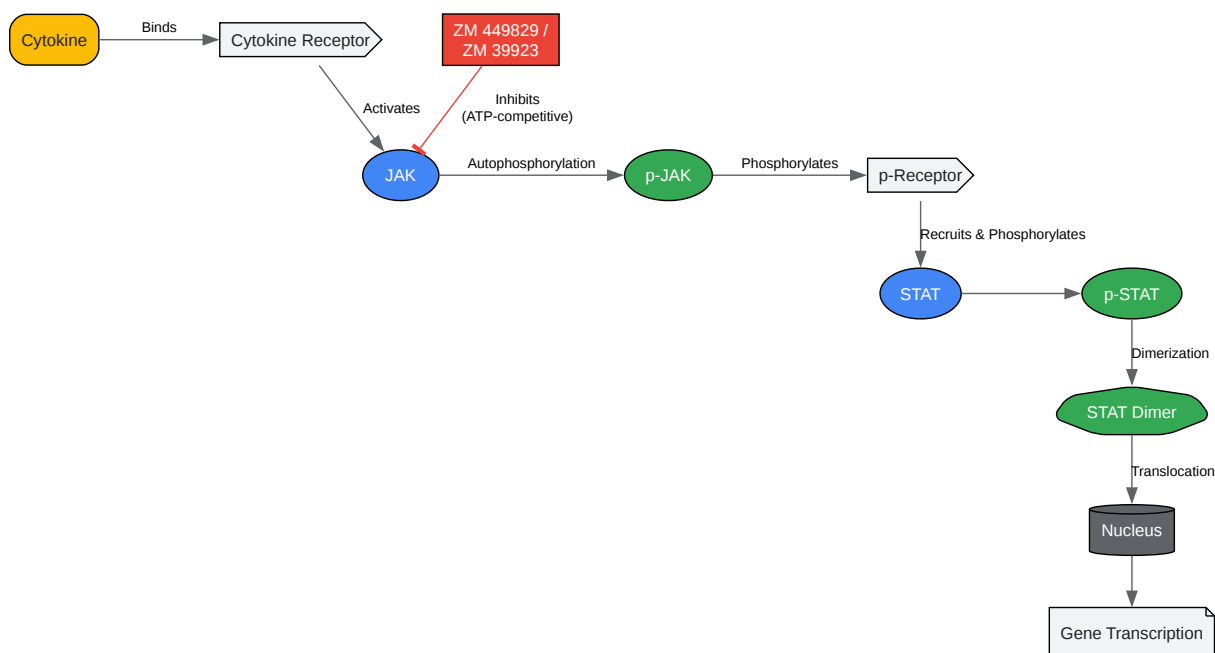 Cytokine
Binds
Cytokine Receptor
ZM 449829 /
ZM 39923
Activates
Inhibits
(ATP-competitive)
JAK
Autophosphorylation
p-JAK
Phosphorylates
p-Receptor
Recruits & Phosphorylates
STAT
p-STAT
Dimerization
STAT Dimer
Translocation
Nucleus
Gene Transcription